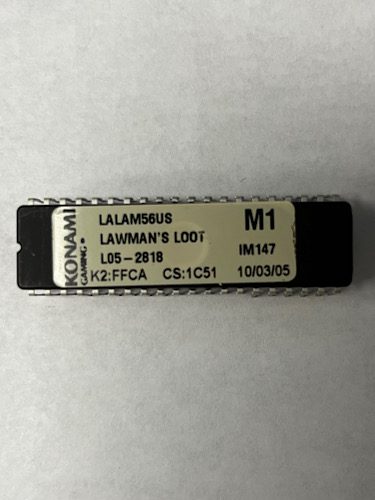 KONAMI
GAMING
LALAM56US
M1
LAWMAN'S LOOT
L05-2818
IM147
K2:FFCA CS:1C51 10/03/05